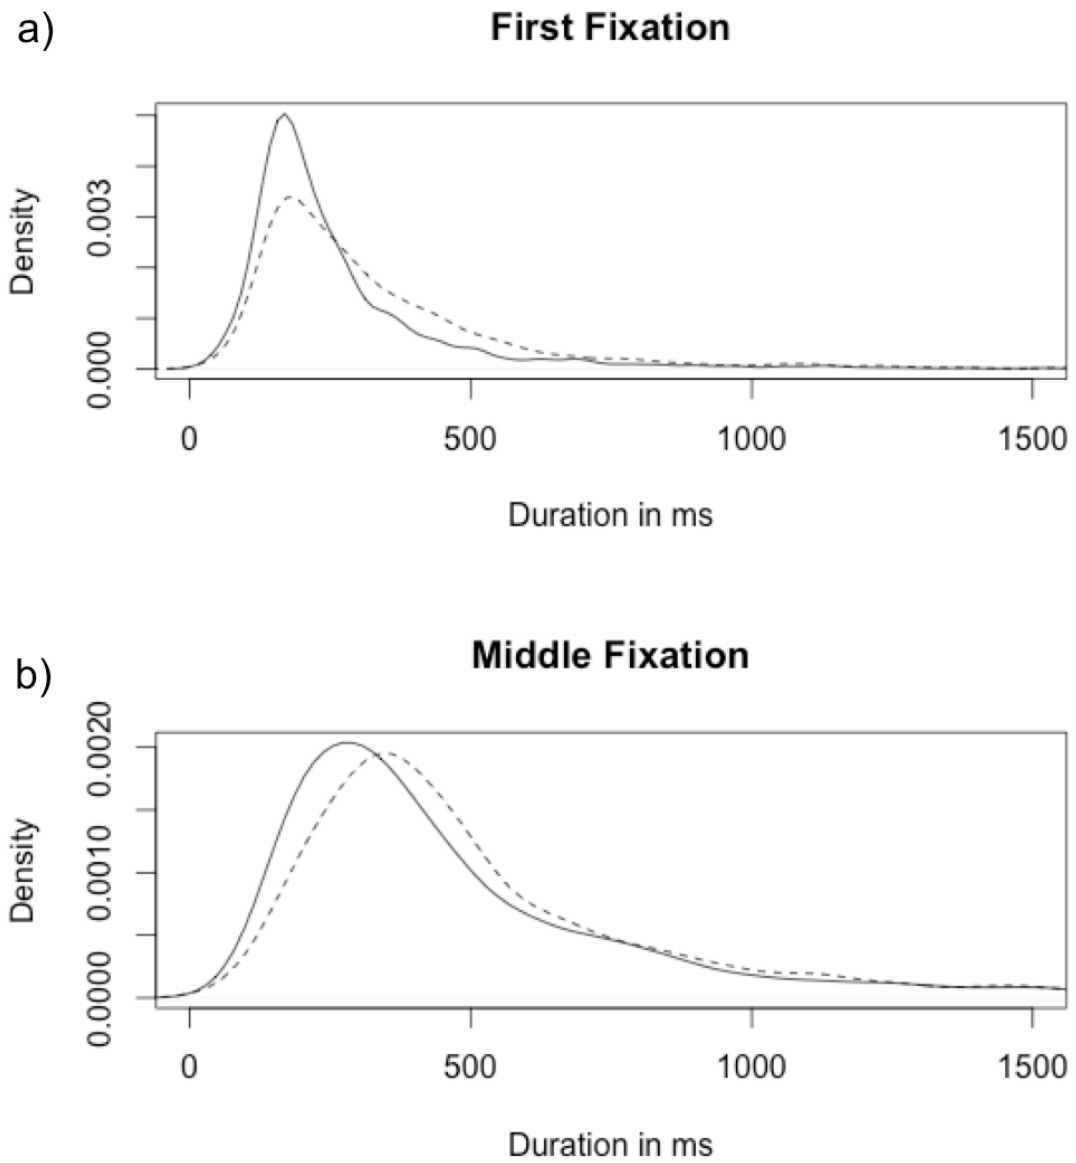 a)
First Fixation
Density
0.003
0.000
0 500 1000 1500
Duration in ms
b)
Middle Fixation
Density
0.0020
0.0010
0.0000
0 500 1000 1500
Duration in ms